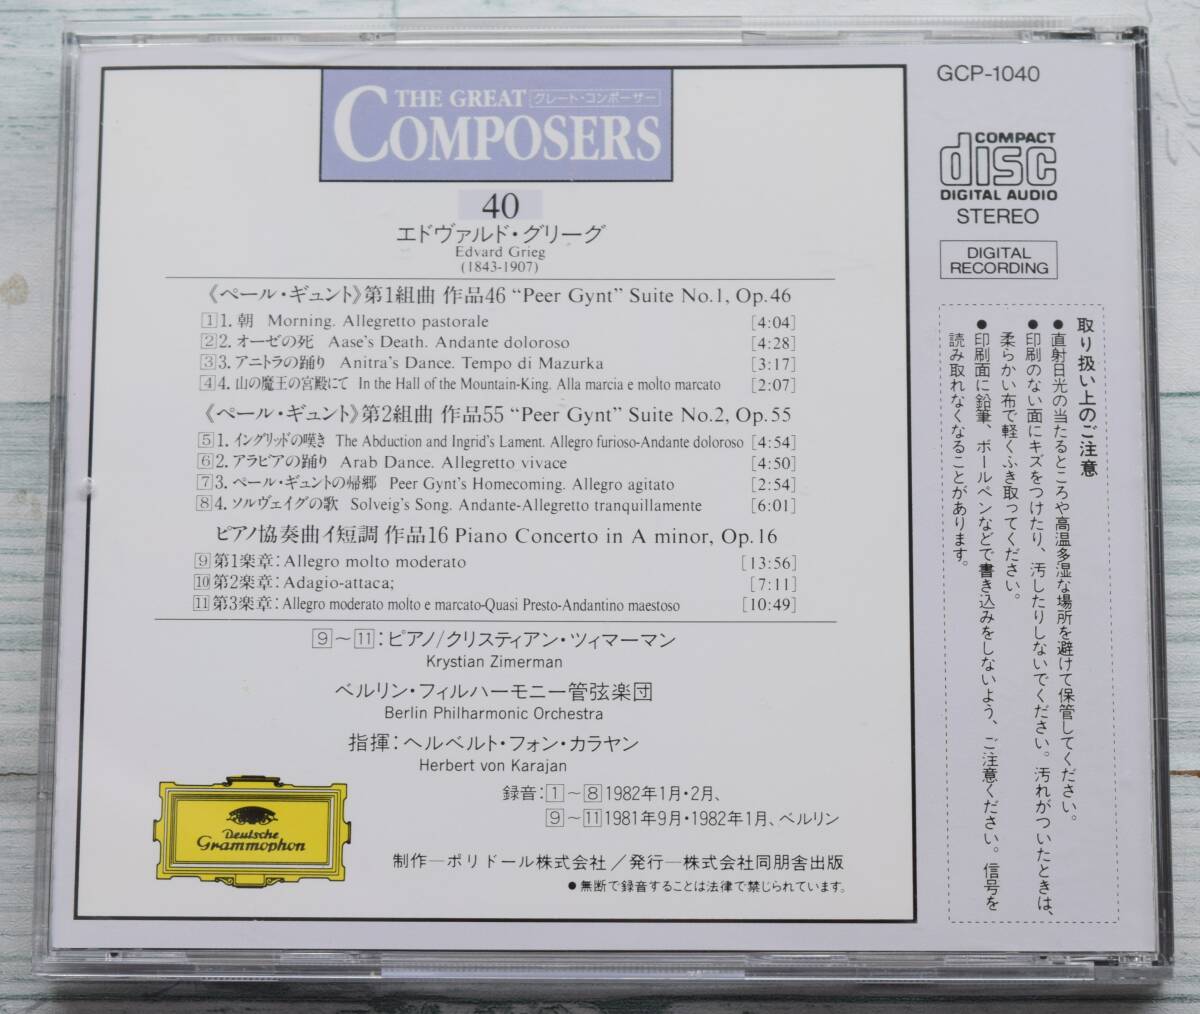 THE GREAT グレート・コンポーザー
COMPOSERS
40
エドヴァルド・グリーグ
Edvard Grieg
(1843-1907)
《ペール・ギュント》第1組曲 作品46 “Peer Gynt” Suite No.1, Op.46
1 1. 朝 Morning. Allegretto pastorale [4:04]
2 2. オーゼの死 Aase's Death. Andante doloroso [4:28]
3 3. アニトラの踊り Anitra's Dance. Tempo di Mazurka [3:17]
4 4. 山の魔王の宮殿にて In the Hall of the Mountain-King. Alla marcia e molto marcato [2:07]
《ペール・ギュント》第2組曲 作品55 “Peer Gynt” Suite No.2, Op.55
5 1. イングリッドの嘆き The Abduction and Ingrid's Lament. Allegro furioso-Andante doloroso [4:54]
6 2. アラビアの踊り Arab Dance. Allegretto vivace [4:50]
7 3. ペール・ギュントの帰郷 Peer Gynt's Homecoming. Allegro agitato [2:54]
8 4. ソルヴェイグの歌 Solveig's Song. Andante-Allegretto tranquillamente [6:01]
ピアノ協奏曲イ短調 作品16 Piano Concerto in A minor, Op.16
9 第1楽章：Allegro molto moderato [13:56]
10 第2楽章：Adagio-attaca; [7:11]
11 第3楽章：Allegro moderato molto e marcato-Quasi Presto-Andantino maestoso [10:49]
9～11：ピアノ/クリスティアン・ツィマーマン
Krystian Zimerman
ベルリン・フィルハーモニー管弦楽団
Berlin Philharmonic Orchestra
指揮：ヘルベルト・フォン・カラヤン
Herbert von Karajan
録音：1～8 1982年1月・2月、
9～11 1981年9月・1982年1月、ベルリン
Deutsche
Grammophon
制作―ポリドール株式会社／発行―株式会社同朋舎出版
●無断で録音することは法律で禁じられています。
GCP-1040
COMPACT
disc
DIGITAL AUDIO
STEREO
DIGITAL
RECORDING
取り扱い上のご注意
●直射日光の当たるところや高温多湿な場所を避けて保管してください。
●印刷のない面にキズをつけたり、汚したりしないでください。汚れがついたときは、
柔らかい布で軽くふき取ってください。
●印刷面に鉛筆、ボールペンなどで書き込みをしないよう、ご注意ください。信号を
読み取れなくなることがあります。